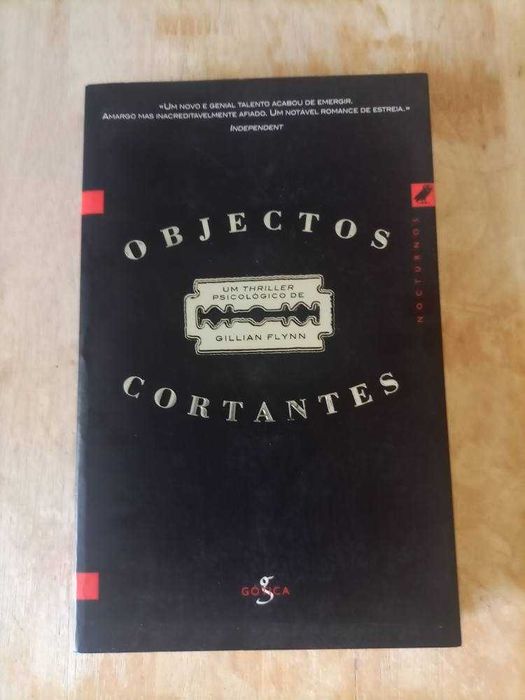 «UM NOVO E GENIAL TALENTO ACABOU DE EMERGIR.
AMARGO MAS INACREDITAVELMENTE AFIADO. UM NOTÁVEL ROMANCE DE ESTREIA.»
INDEPENDENT
NOCTURNOS
OBJECTOS
UM THRILLER
PSICOLÓGICO DE
GILLIAN FLYNN
CORTANTES
GÓTICA